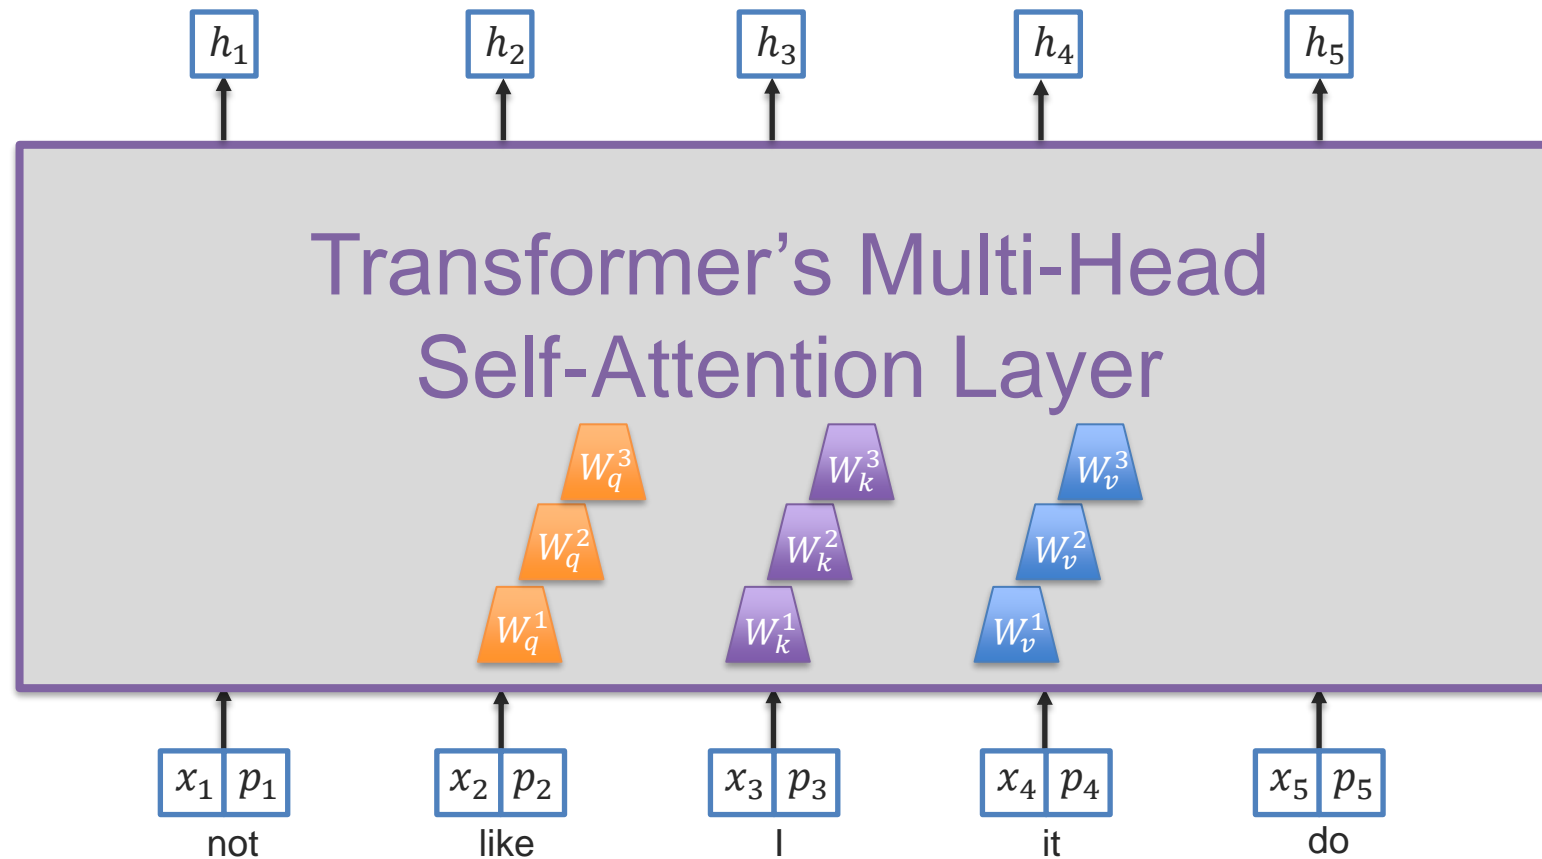 h₁ h₂ h₃ h₄ h₅
Transformer’s Multi-Head
Self-Attention Layer
W_q^3 W_k^3 W_v^3
W_q^2 W_k^2 W_v^2
W_q^1 W_k^1 W_v^1
x₁ p₁ x₂ p₂ x₃ p₃ x₄ p₄ x₅ p₅
not like I it do